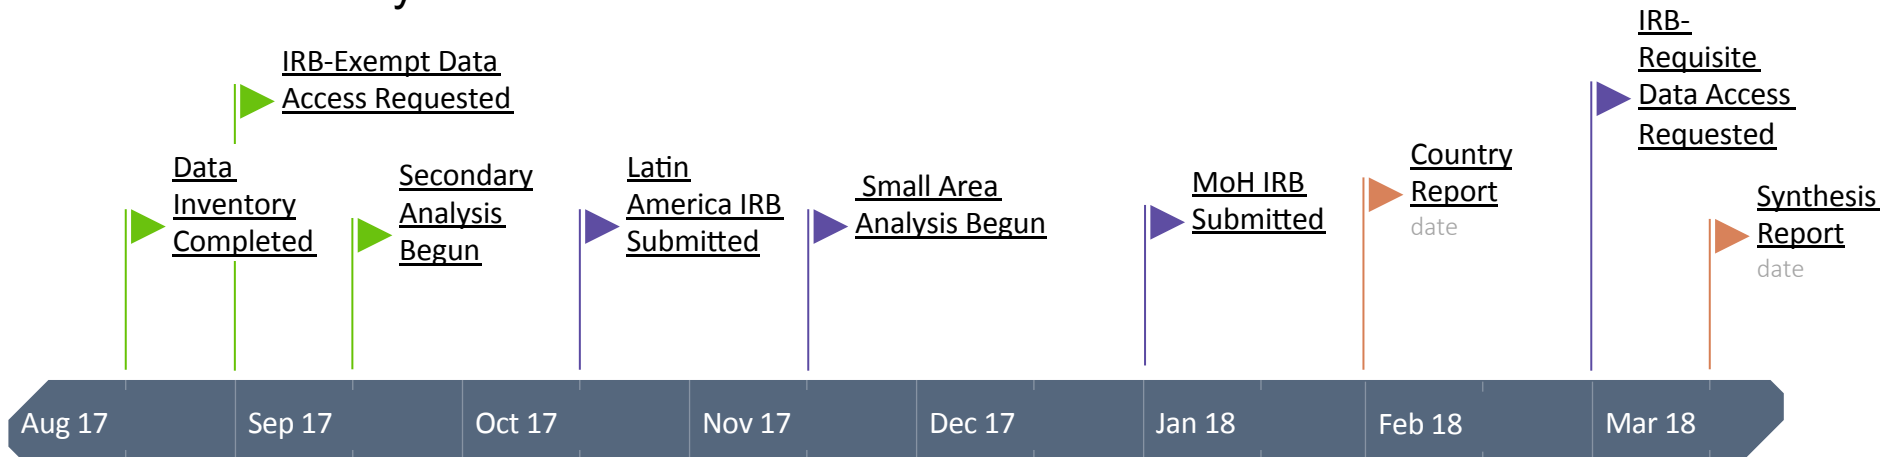 IRB-Exempt Data
Access Requested
Data
Inventory
Completed
Secondary
Analysis
Begun
Latin
America IRB
Submitted
Small Area
Analysis Begun
MoH IRB
Submitted
Country
Report
date
IRB-
Requisite
Data Access
Requested
Synthesis
Report
date
Aug 17
Sep 17
Oct 17
Nov 17
Dec 17
Jan 18
Feb 18
Mar 18